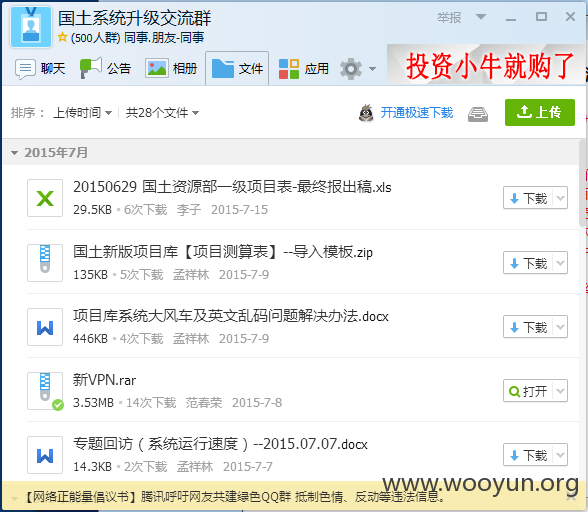 国土系统升级交流群
举报
(500人群) 同事.朋友-同事
聊天 公告 相册 文件 应用
投资小牛就购了
排序： 上传时间 共28个文件 开通极速下载 上传
2015年7月
20150629 国土资源部一级项目表-最终报出稿.xls
29.5KB 6次下载 李子 2015-7-15
下载
国土新版项目库【项目测算表】--导入模板.zip
135KB 5次下载 孟祥林 2015-7-9
下载
项目库系统大风车及英文乱码问题解决办法.docx
446KB 4次下载 孟祥林 2015-7-9
下载
新VPN.rar
3.53MB 14次下载 范春荣 2015-7-8
打开
专题回访（系统运行速度）--2015.07.07.docx
14.3KB 2次下载 孟祥林 2015-7-7
下载
www.wooyun.org
【网络正能量倡议书】腾讯呼吁网友共建绿色QQ群 抵制色情、反动等违法信息。